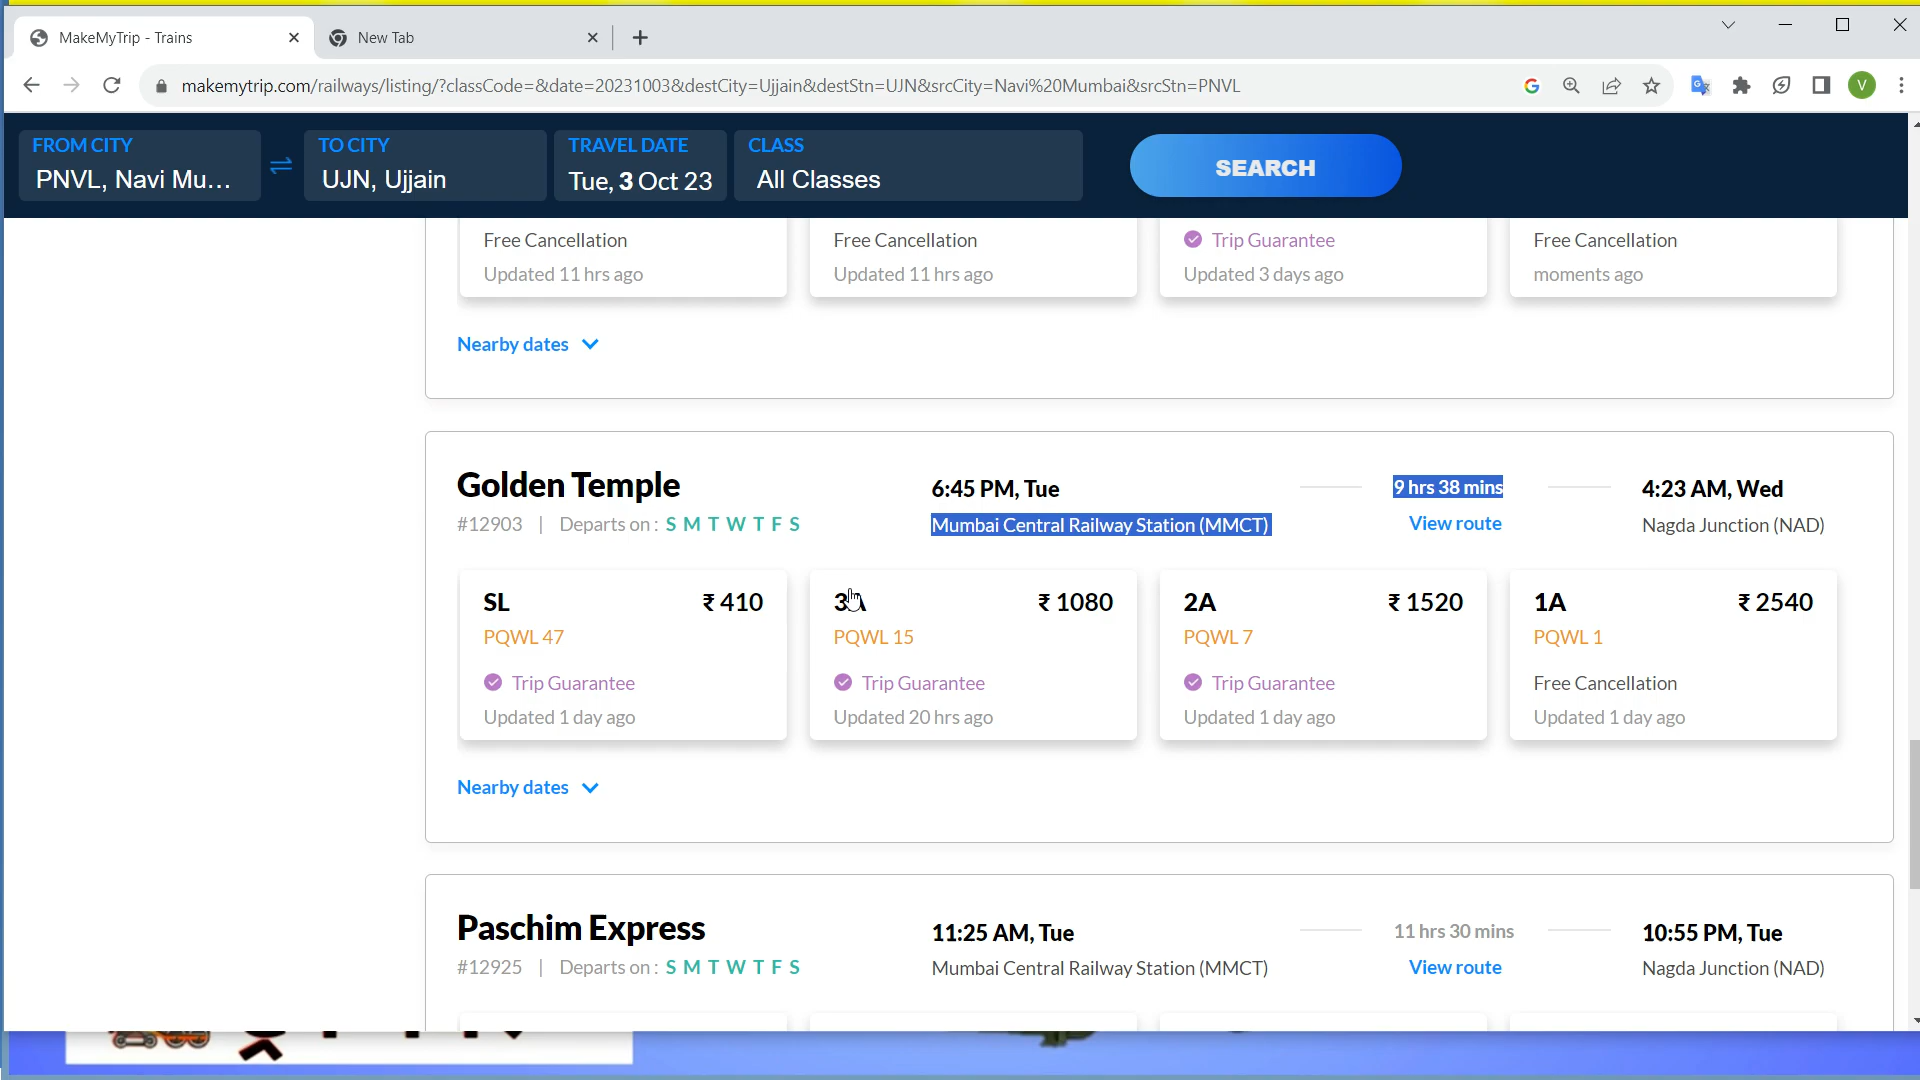 MakeMyTrip - Trains
New Tab
makemytrip.com/railways/listing/?classCode=&date=20231003&destCity=Ujjain&destStn=UJN&srcCity=Navi%20Mumbai&srcStn=PNVL
V
FROM CITY
PNVL, Navi Mu...
TO CITY
UJN, Ujjain
TRAVEL DATE
Tue, 3 Oct 23
CLASS
All Classes
SEARCH
Free Cancellation
Updated 11 hrs ago
Free Cancellation
Updated 11 hrs ago
Trip Guarantee
Updated 3 days ago
Free Cancellation
moments ago
Nearby dates
Golden Temple
#12903 | Departs on : S M T W T F S
6:45 PM, Tue
Mumbai Central Railway Station (MMCT)
9 hrs 38 mins
View route
4:23 AM, Wed
Nagda Junction (NAD)
SL ₹ 410
PQWL 47
Trip Guarantee
Updated 1 day ago
3A ₹ 1080
PQWL 15
Trip Guarantee
Updated 20 hrs ago
2A ₹ 1520
PQWL 7
Trip Guarantee
Updated 1 day ago
1A ₹ 2540
PQWL 1
Free Cancellation
Updated 1 day ago
Nearby dates
Paschim Express
#12925 | Departs on : S M T W T F S
11:25 AM, Tue
Mumbai Central Railway Station (MMCT)
11 hrs 30 mins
View route
10:55 PM, Tue
Nagda Junction (NAD)